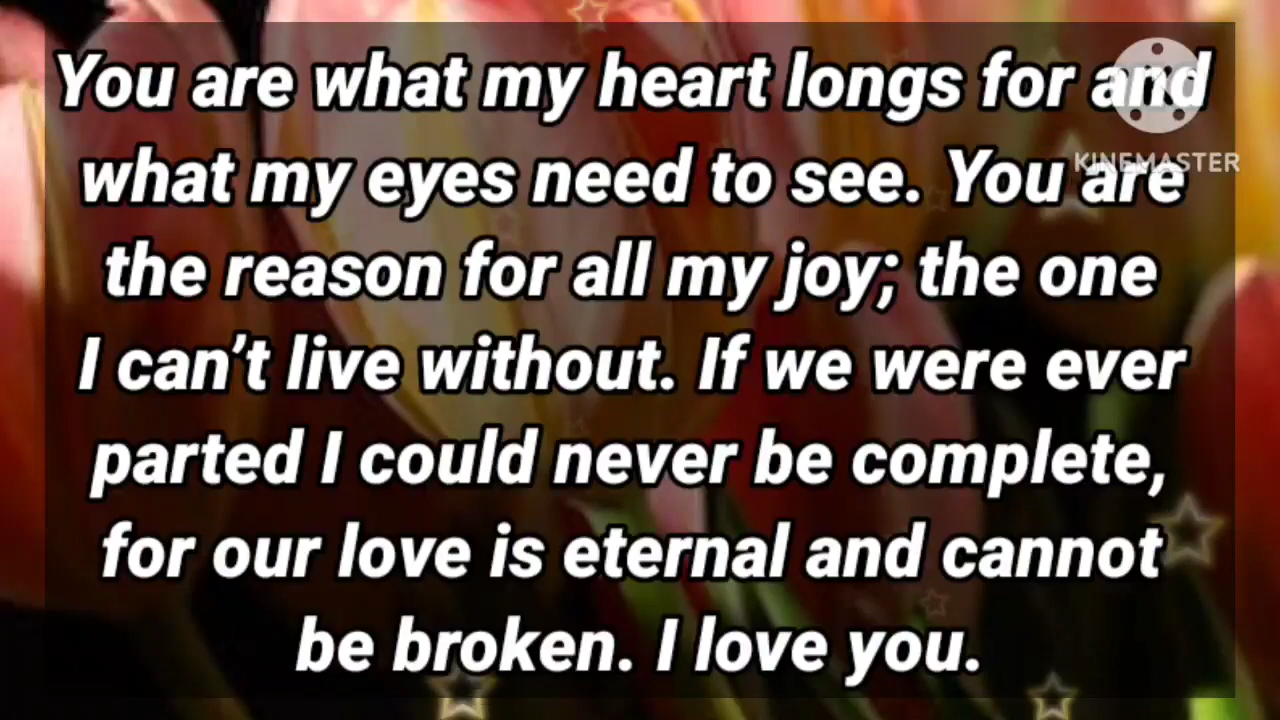 You are what my heart longs for and
what my eyes need to see. You are
the reason for all my joy; the one
I can’t live without. If we were ever
parted I could never be complete,
for our love is eternal and cannot
be broken. I love you.
KINEMASTER